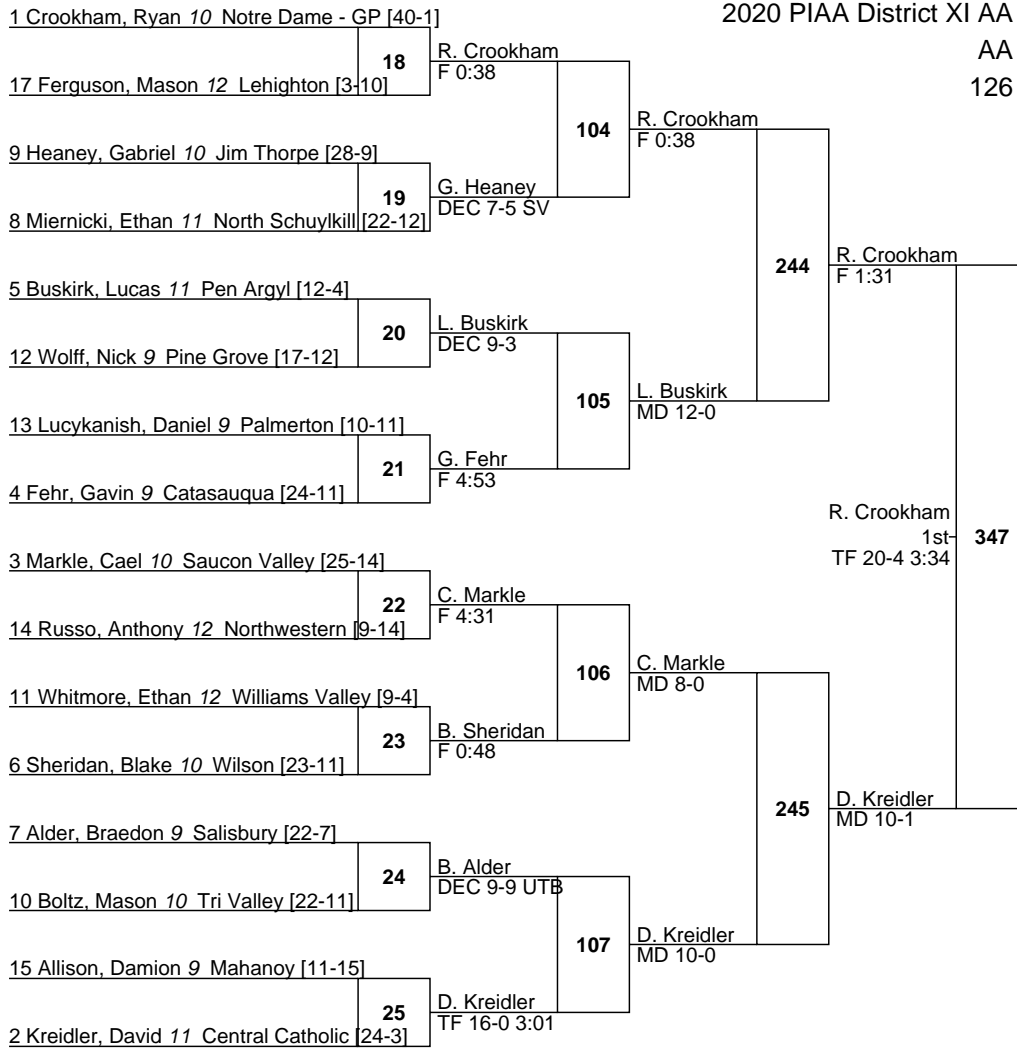 2020 PIAA District XI AA
AA
126
1 Crookham, Ryan 10 Notre Dame - GP [40-1]
18
R. Crookham
F 0:38
17 Ferguson, Mason 12 Lehighton [3-10]
104
R. Crookham
F 0:38
9 Heaney, Gabriel 10 Jim Thorpe [28-9]
19
G. Heaney
DEC 7-5 SV
8 Miernicki, Ethan 11 North Schuylkill [22-12]
244
R. Crookham
F 1:31
5 Buskirk, Lucas 11 Pen Argyl [12-4]
20
L. Buskirk
DEC 9-3
12 Wolff, Nick 9 Pine Grove [17-12]
105
L. Buskirk
MD 12-0
13 Lucykanish, Daniel 9 Palmerton [10-11]
21
G. Fehr
F 4:53
4 Fehr, Gavin 9 Catasauqua [24-11]
R. Crookham
1st
TF 20-4 3:34
347
3 Markle, Cael 10 Saucon Valley [25-14]
22
C. Markle
F 4:31
14 Russo, Anthony 12 Northwestern [9-14]
106
C. Markle
MD 8-0
11 Whitmore, Ethan 12 Williams Valley [9-4]
23
B. Sheridan
F 0:48
6 Sheridan, Blake 10 Wilson [23-11]
245
D. Kreidler
MD 10-1
7 Alder, Braedon 9 Salisbury [22-7]
24
B. Alder
DEC 9-9 UTB
10 Boltz, Mason 10 Tri Valley [22-11]
107
D. Kreidler
MD 10-0
15 Allison, Damion 9 Mahanoy [11-15]
25
D. Kreidler
TF 16-0 3:01
2 Kreidler, David 11 Central Catholic [24-3]